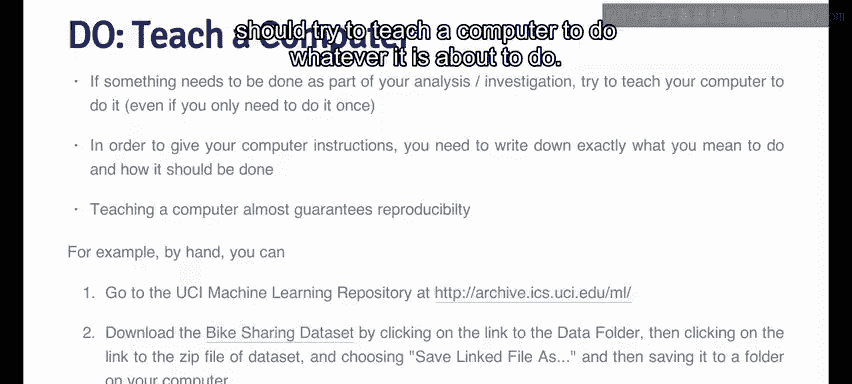 DO: Teach a Computer
should try to teach a computer to do
whatever it is about to do.
· If something needs to be done as part of your analysis / investigation, try to teach your computer to
do it (even if you only need to do it once)
· In order to give your computer instructions, you need to write down exactly what you mean to do
and how it should be done
· Teaching a computer almost guarantees reproducibilty
For example, by hand, you can
1. Go to the UCI Machine Learning Repository at http://archive.ics.uci.edu/ml/
2. Download the Bike Sharing Dataset by clicking on the link to the Data Folder, then clicking on the
link to the zip file of dataset, and choosing "Save Linked File As..." and then saving it to a folder
on your computer